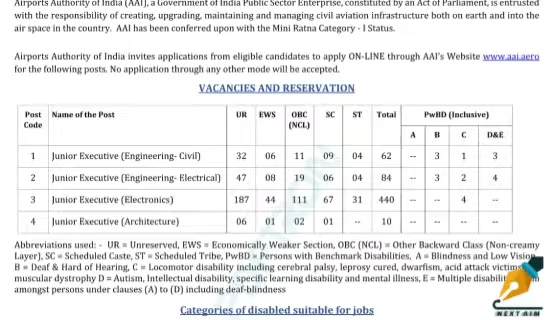 Airports Authority of India (AAI), a Government of India Public Sector Enterprise, constituted by an Act of Parliament, is entrusted
with the responsibility of creating, upgrading, maintaining and managing civil aviation infrastructure both on earth and into the
air space in the country. AAI has been conferred upon with the Mini Ratna Category - I Status.
Airports Authority of India invites applications from eligible candidates to apply ON-LINE through AAI's Website www.aai.aero
for the following posts. No application through any other mode will be accepted.
VACANCIES AND RESERVATION
Post Code Name of the Post UR EWS OBC (NCL) SC ST Total PwBD (Inclusive)
A B C D&E
1 Junior Executive (Engineering- Civil) 32 06 11 09 04 62 -- 3 1 3
2 Junior Executive (Engineering- Electrical) 47 08 19 06 04 84 -- 3 2 4
3 Junior Executive (Electronics) 187 44 111 67 31 440 -- -- 4 --
4 Junior Executive (Architecture) 06 01 02 01 -- 10 -- -- -- --
Abbreviations used: - UR = Unreserved, EWS = Economically Weaker Section, OBC (NCL) = Other Backward Class (Non-creamy
Layer), SC = Scheduled Caste, ST = Scheduled Tribe, PwBD = Persons with Benchmark Disabilities, A = Blindness and Low Vision,
B = Deaf & Hard of Hearing, C = Locomotor disability including cerebral palsy, leprosy cured, dwarfism, acid attack victims
muscular dystrophy D = Autism, Intellectual disability, specific learning disability and mental illness, E = Multiple
amongst persons under clauses (A) to (D) including deaf-blindness
Categories of disabled suitable for jobs
NEXT AIM